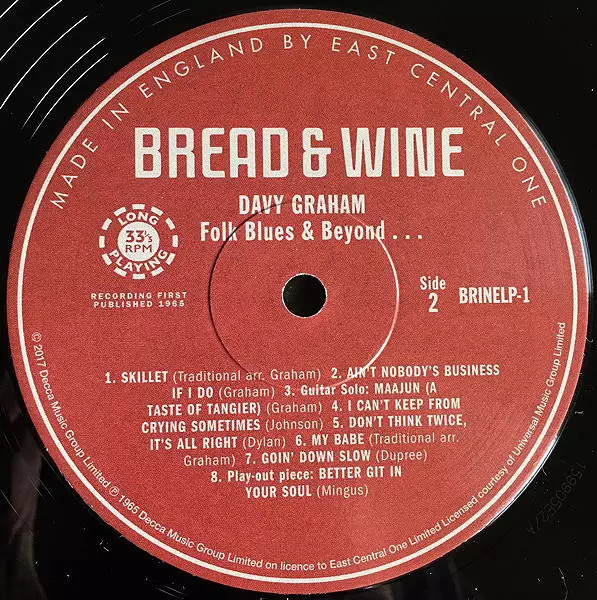 MADE IN ENGLAND BY EAST CENTRAL ONE
BREAD & WINE
DAVY GRAHAM
Folk Blues & Beyond . . .
LONG
33⅓
RPM
PLAYING
RECORDING FIRST
PUBLISHED 1965
Side
2
BRINELP-1
1. SKILLET (Traditional arr. Graham) 2. AIN'T NOBODY'S BUSINESS
IF I DO (Graham) 3. Guitar Solo: MAAJUN (A
TASTE OF TANGIER) (Graham) 4. I CAN'T KEEP FROM
CRYING SOMETIMES (Johnson) 5. DON'T THINK TWICE,
IT'S ALL RIGHT (Dylan) 6. MY BABE (Traditional arr.
Graham) 7. GOIN' DOWN SLOW (Dupree)
8. Play-out piece: BETTER GIT IN
YOUR SOUL (Mingus)
© 2017 Decca Music Group Limited ℗ 1965 Decca Music Group Limited on licence to East Central One Limited Licensed courtesy of Universal Music Group Limited